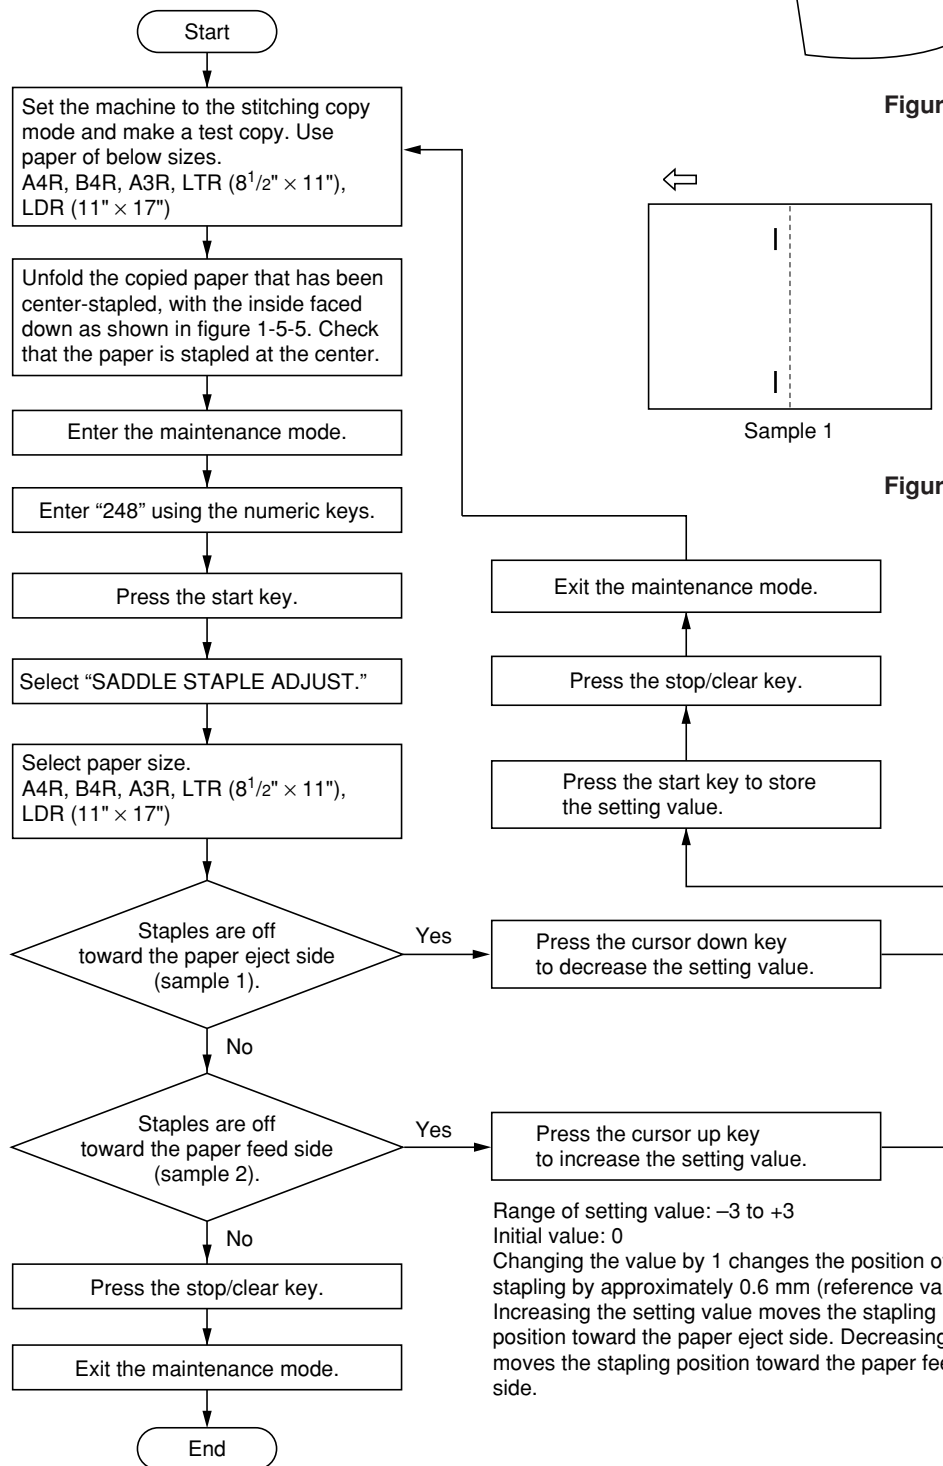 Start
Set the machine to the stitching copy
mode and make a test copy. Use
paper of below sizes.
A4R, B4R, A3R, LTR (8¹/₂" × 11"),
LDR (11" × 17")
Unfold the copied paper that has been
center-stapled, with the inside faced
down as shown in figure 1-5-5. Check
that the paper is stapled at the center.
Enter the maintenance mode.
Enter “248” using the numeric keys.
Press the start key.
Select “SADDLE STAPLE ADJUST.”
Select paper size.
A4R, B4R, A3R, LTR (8¹/₂" × 11"),
LDR (11" × 17")
Staples are off
toward the paper eject side
(sample 1).
Yes
No
Staples are off
toward the paper feed side
(sample 2).
Yes
No
Press the stop/clear key.
Exit the maintenance mode.
End
Figur
Sample 1
Figur
Exit the maintenance mode.
Press the stop/clear key.
Press the start key to store
the setting value.
Press the cursor down key
to decrease the setting value.
Press the cursor up key
to increase the setting value.
Range of setting value: –3 to +3
Initial value: 0
Changing the value by 1 changes the position o
stapling by approximately 0.6 mm (reference va
Increasing the setting value moves the stapling
position toward the paper eject side. Decreasing
moves the stapling position toward the paper fee
side.